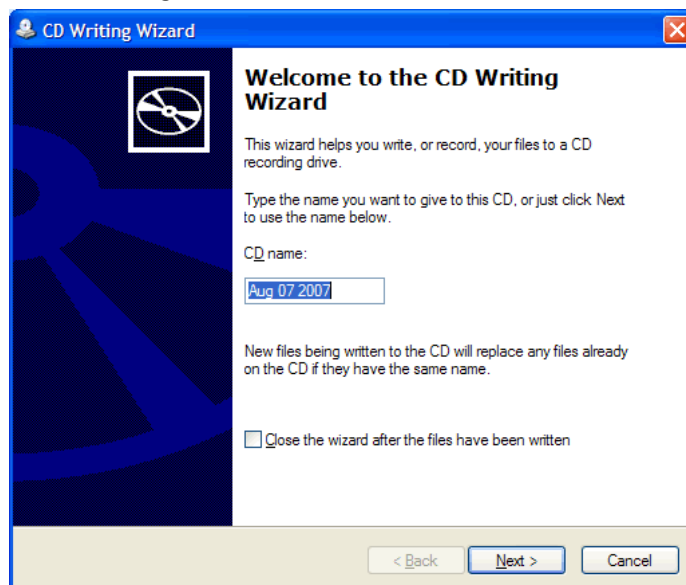 CD Writing Wizard
Welcome to the CD Writing
Wizard
This wizard helps you write, or record, your files to a CD
recording drive.
Type the name you want to give to this CD, or just click Next
to use the name below.
CD name:
Aug 07 2007
New files being written to the CD will replace any files already
on the CD if they have the same name.
Close the wizard after the files have been written
< Back Next > Cancel